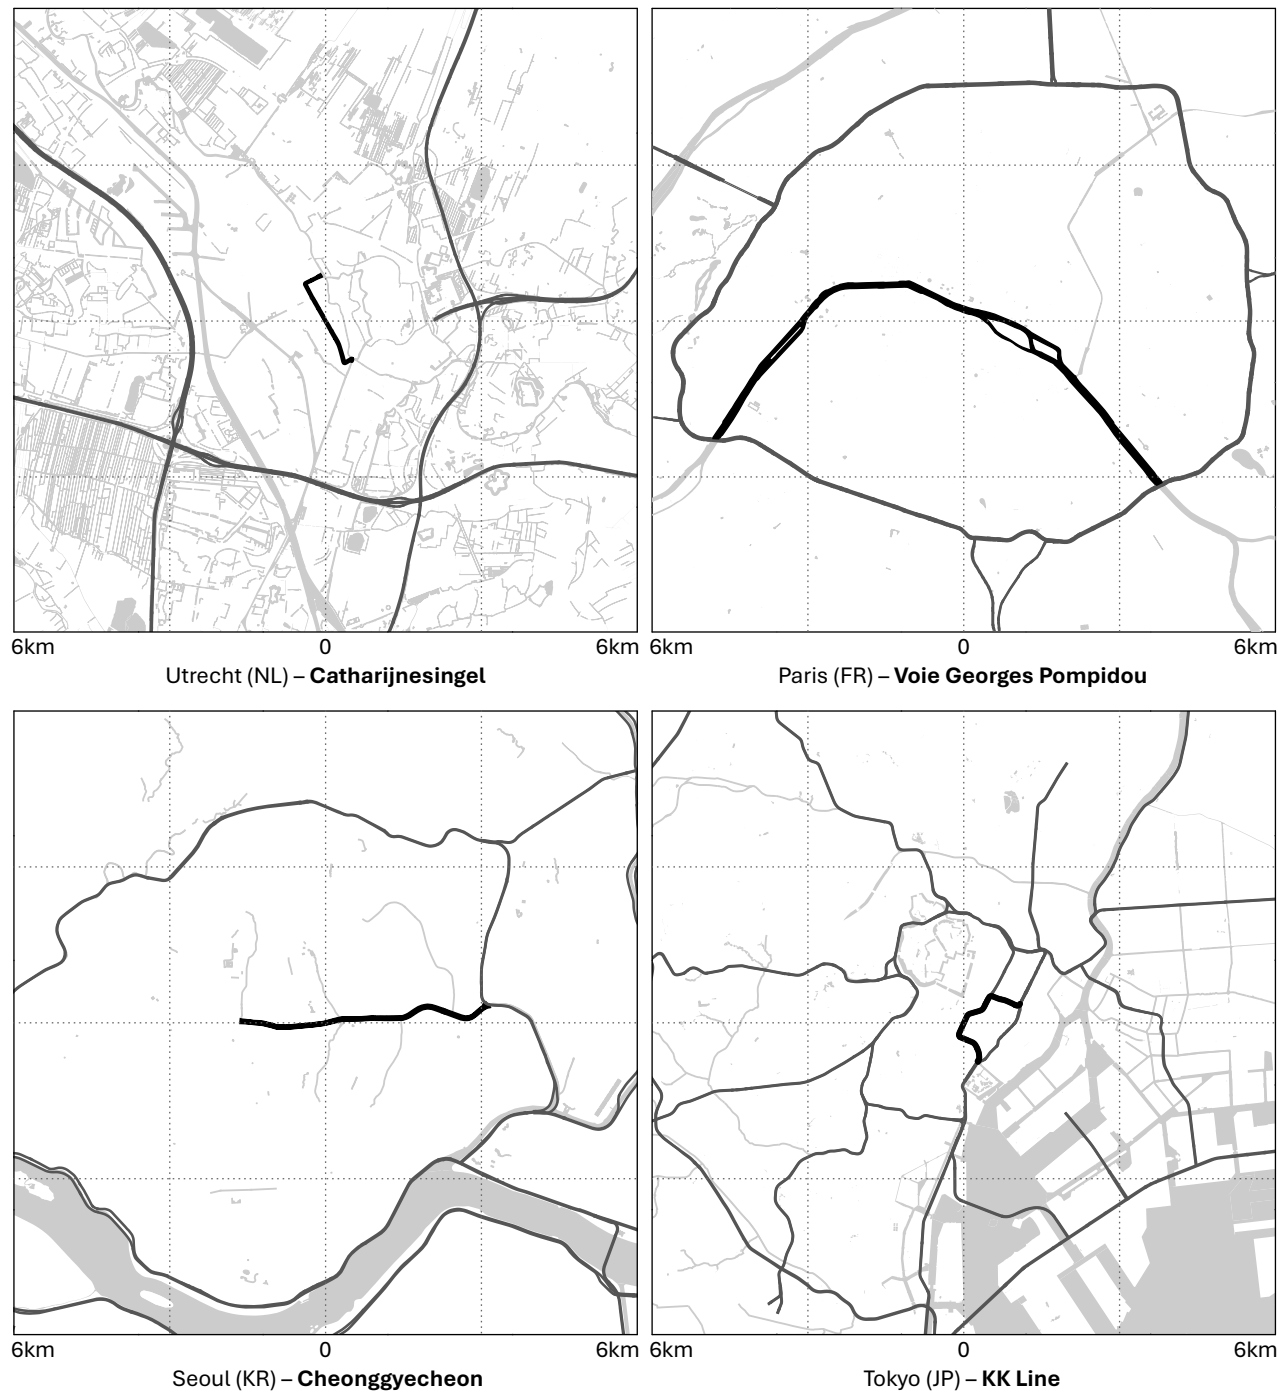 6km 0 6km
Utrecht (NL) – Catharijnesingel
6km 0 6km
Paris (FR) – Voie Georges Pompidou
6km 0 6km
Seoul (KR) – Cheonggyecheon
6km 0 6km
Tokyo (JP) – KK Line